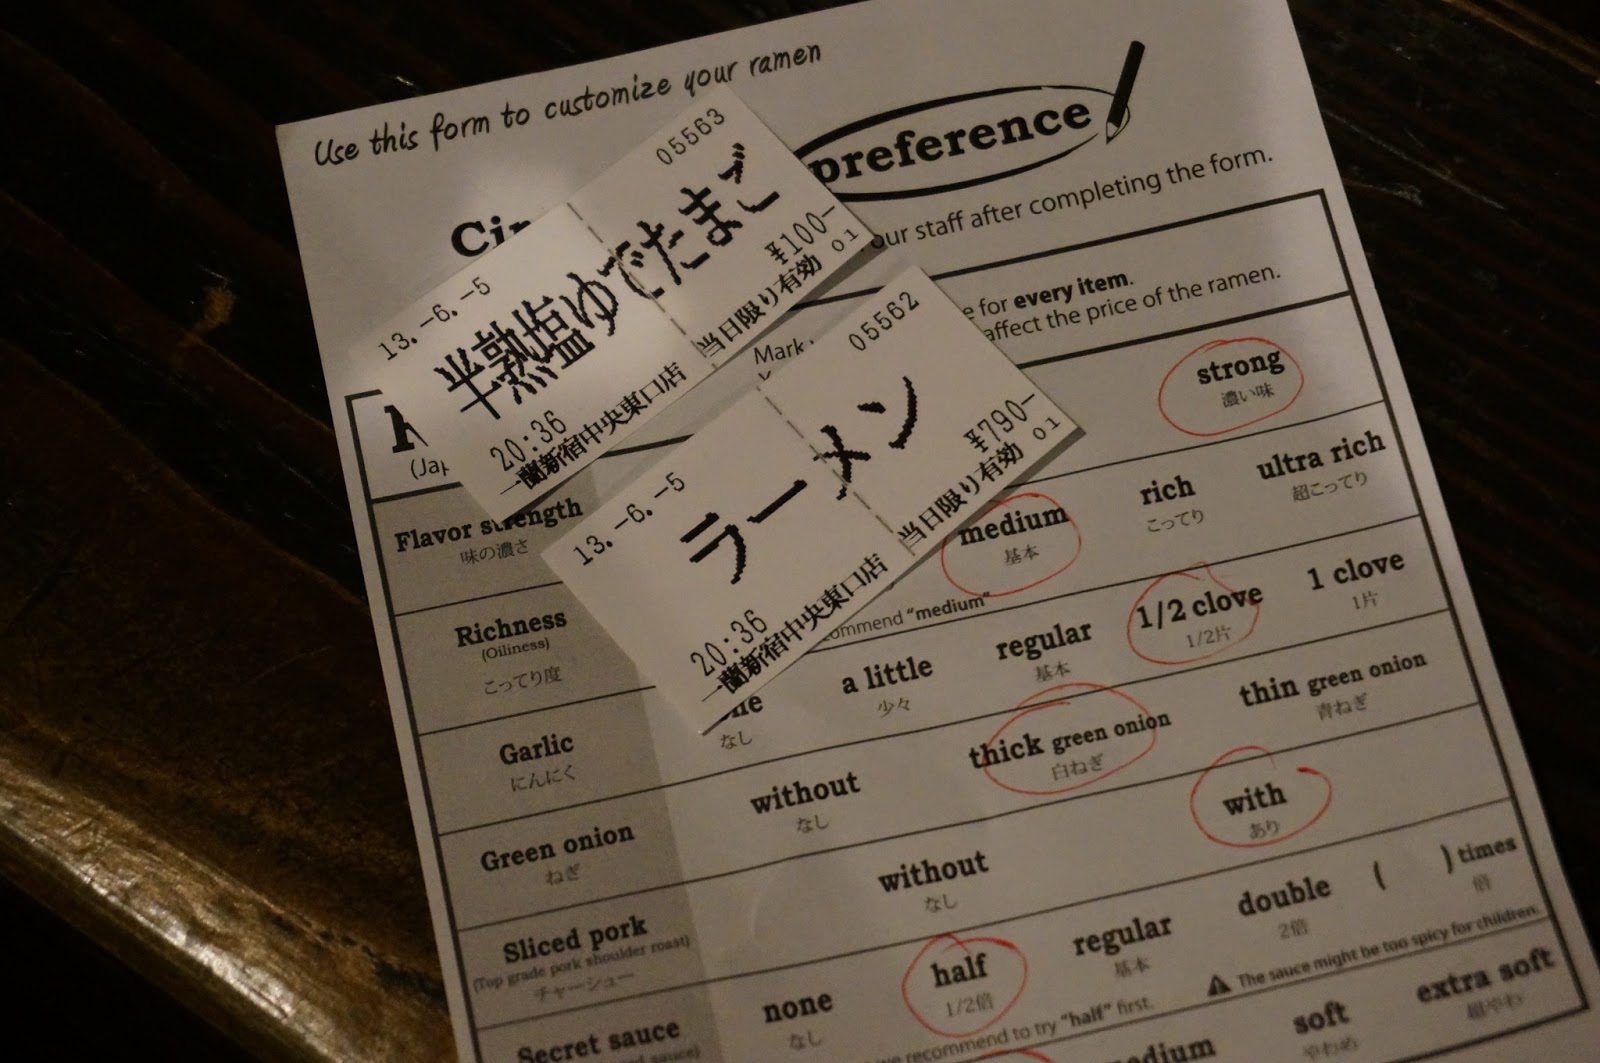 Use this form to customize your ramen
preference
our staff after completing the form.
for every item.
affect the price of the ramen.
Mark
05563
半熟塩ゆでたまご
¥100-
13.-6.-5
当日限り有効 01
20:36
一蘭新宿中央東口店
05562
ラーメン
¥790-
13.-6.-5
当日限り有効 01
20:36
一蘭新宿中央東口店
Flavor strength strong
味の濃さ 濃い味
Richness medium rich ultra rich
(Oiliness) 基本 こってり 超こってり
こってり度
"medium"
Garlic a little regular 1/2 clove 1 clove
にんにく なし 少々 基本 1/2片 1片
Green onion without thick green onion thin green onion
ねぎ なし 白ねぎ 青ねぎ
Sliced pork without with
(Top grade pork shoulder roast) なし あり
チャーシュー
Secret sauce none half regular double ( ) times
なし 1/2倍 基本 2倍 倍
we recommend to try "half" first. The sauce might be too spicy for children.
medium soft extra soft
やわめ 超やわ